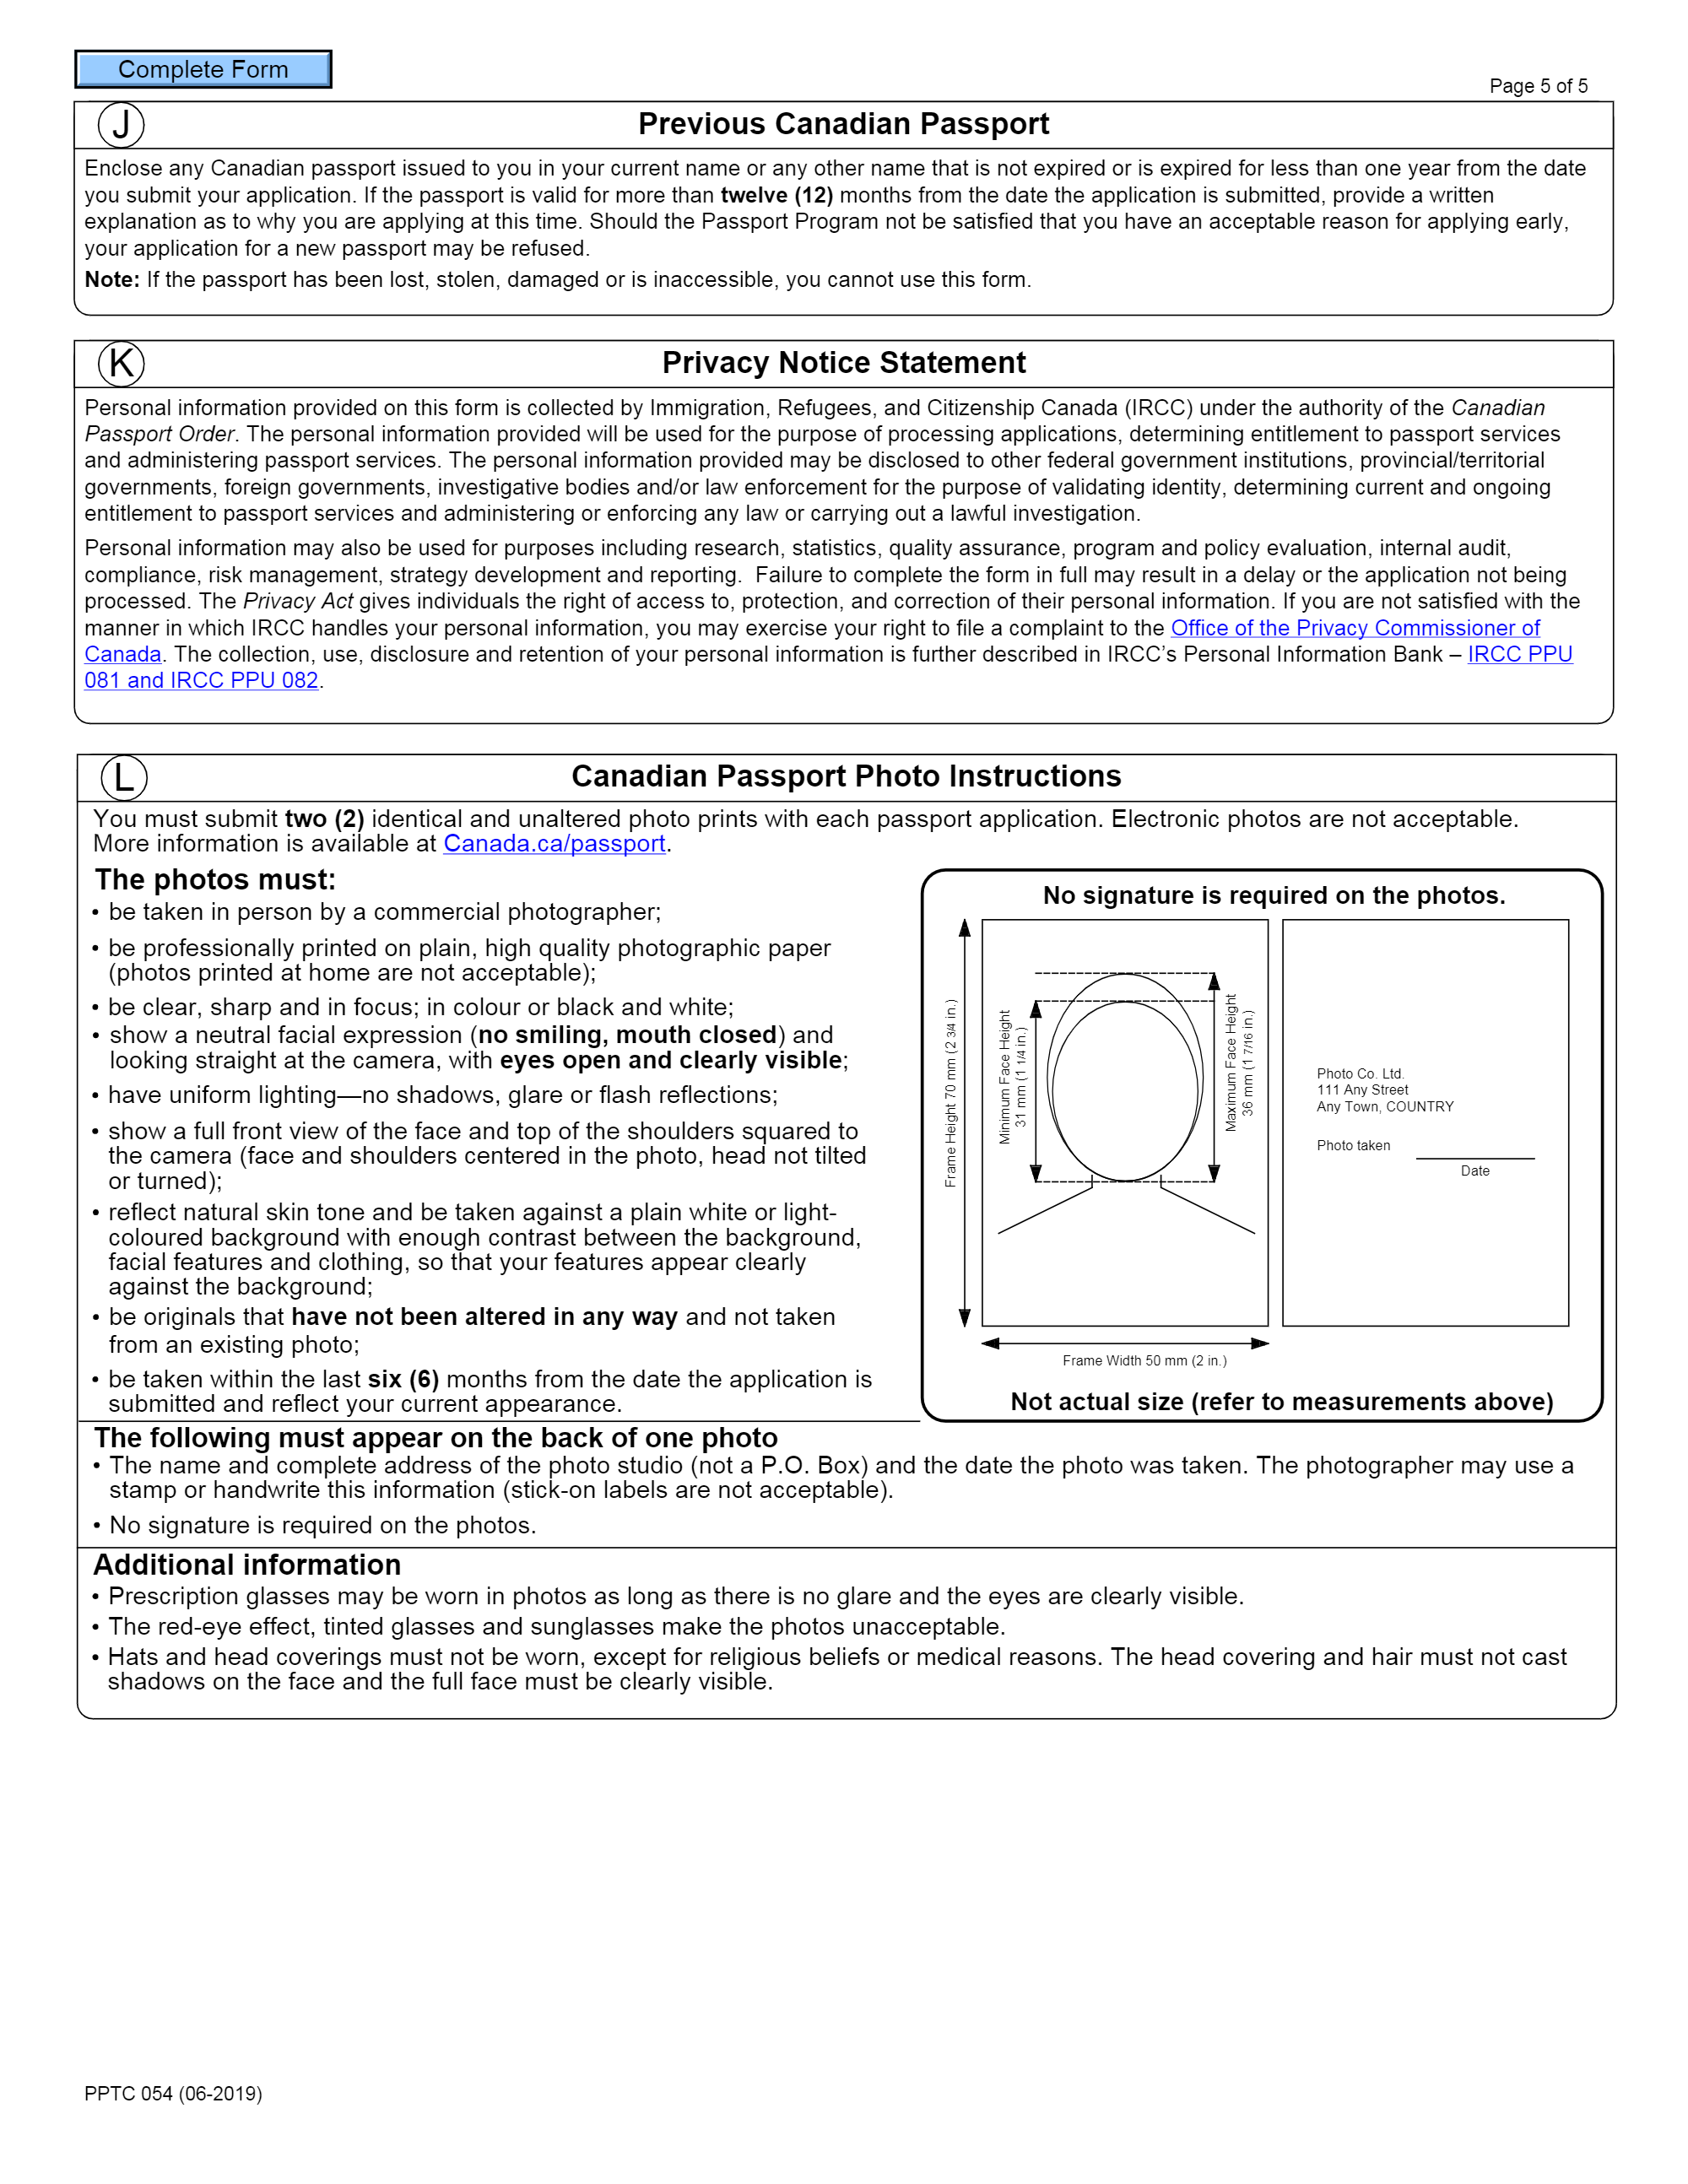 Complete Form
Page 5 of 5
J
Previous Canadian Passport
Enclose any Canadian passport issued to you in your current name or any other name that is not expired or is expired for less than one year from the date
you submit your application. If the passport is valid for more than twelve (12) months from the date the application is submitted, provide a written
explanation as to why you are applying at this time. Should the Passport Program not be satisfied that you have an acceptable reason for applying early,
your application for a new passport may be refused.
Note: If the passport has been lost, stolen, damaged or is inaccessible, you cannot use this form.
K
Privacy Notice Statement
Personal information provided on this form is collected by Immigration, Refugees, and Citizenship Canada (IRCC) under the authority of the Canadian
Passport Order. The personal information provided will be used for the purpose of processing applications, determining entitlement to passport services
and administering passport services. The personal information provided may be disclosed to other federal government institutions, provincial/territorial
governments, foreign governments, investigative bodies and/or law enforcement for the purpose of validating identity, determining current and ongoing
entitlement to passport services and administering or enforcing any law or carrying out a lawful investigation.
Personal information may also be used for purposes including research, statistics, quality assurance, program and policy evaluation, internal audit,
compliance, risk management, strategy development and reporting.  Failure to complete the form in full may result in a delay or the application not being
processed. The Privacy Act gives individuals the right of access to, protection, and correction of their personal information. If you are not satisfied with the
manner in which IRCC handles your personal information, you may exercise your right to file a complaint to the Office of the Privacy Commissioner of
Canada. The collection, use, disclosure and retention of your personal information is further described in IRCC’s Personal Information Bank – IRCC PPU
081 and IRCC PPU 082.
L
Canadian Passport Photo Instructions
You must submit two (2) identical and unaltered photo prints with each passport application. Electronic photos are not acceptable.
More information is available at Canada.ca/passport.
The photos must:
• be taken in person by a commercial photographer;
• be professionally printed on plain, high quality photographic paper
(photos printed at home are not acceptable);
• be clear, sharp and in focus; in colour or black and white;
• show a neutral facial expression (no smiling, mouth closed) and
looking straight at the camera, with eyes open and clearly visible;
• have uniform lighting—no shadows, glare or flash reflections;
• show a full front view of the face and top of the shoulders squared to
the camera (face and shoulders centered in the photo, head not tilted
or turned);
• reflect natural skin tone and be taken against a plain white or light-
coloured background with enough contrast between the background,
facial features and clothing, so that your features appear clearly
against the background;
• be originals that have not been altered in any way and not taken
from an existing photo;
• be taken within the last six (6) months from the date the application is
submitted and reflect your current appearance.
No signature is required on the photos.
Frame Height 70 mm (2 3/4 in.)
Minimum Face Height
31 mm (1 1/4 in.)
Maximum Face Height
36 mm (1 7/16 in.)
Photo Co. Ltd.
111 Any Street
Any Town, COUNTRY
Photo taken
Date
Frame Width 50 mm (2 in.)
Not actual size (refer to measurements above)
The following must appear on the back of one photo
• The name and complete address of the photo studio (not a P.O. Box) and the date the photo was taken. The photographer may use a
stamp or handwrite this information (stick-on labels are not acceptable).
• No signature is required on the photos.
Additional information
• Prescription glasses may be worn in photos as long as there is no glare and the eyes are clearly visible.
• The red-eye effect, tinted glasses and sunglasses make the photos unacceptable.
• Hats and head coverings must not be worn, except for religious beliefs or medical reasons. The head covering and hair must not cast
shadows on the face and the full face must be clearly visible.
PPTC 054 (06-2019)